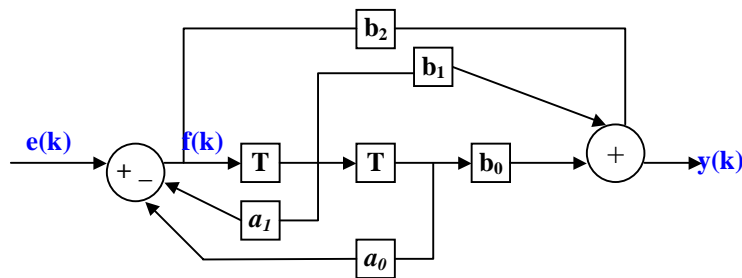 b₂
b₁
e(k)
f(k)
+ −
T
T
b₀
+
y(k)
a₁
a₀